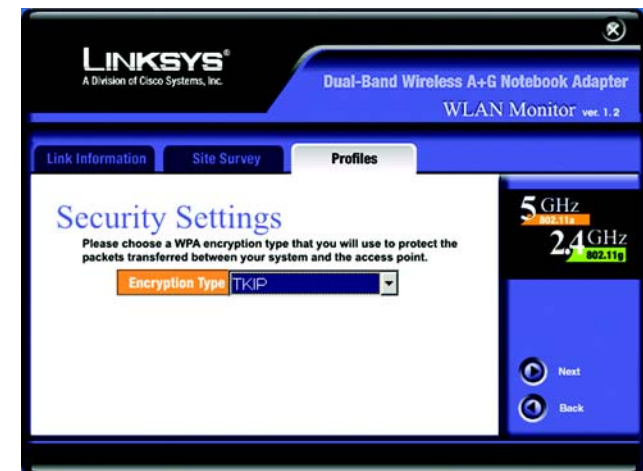 LINKSYS®
A Division of Cisco Systems, Inc.
Dual-Band Wireless A+G Notebook Adapter
WLAN Monitor ver. 1.2
Link Information
Site Survey
Profiles
Security Settings
Please choose a WPA encryption type that you will use to protect the
packets transferred between your system and the access point.
Encryption Type TKIP
5 GHz
802.11a
2.4 GHz
802.11g
Next
Back